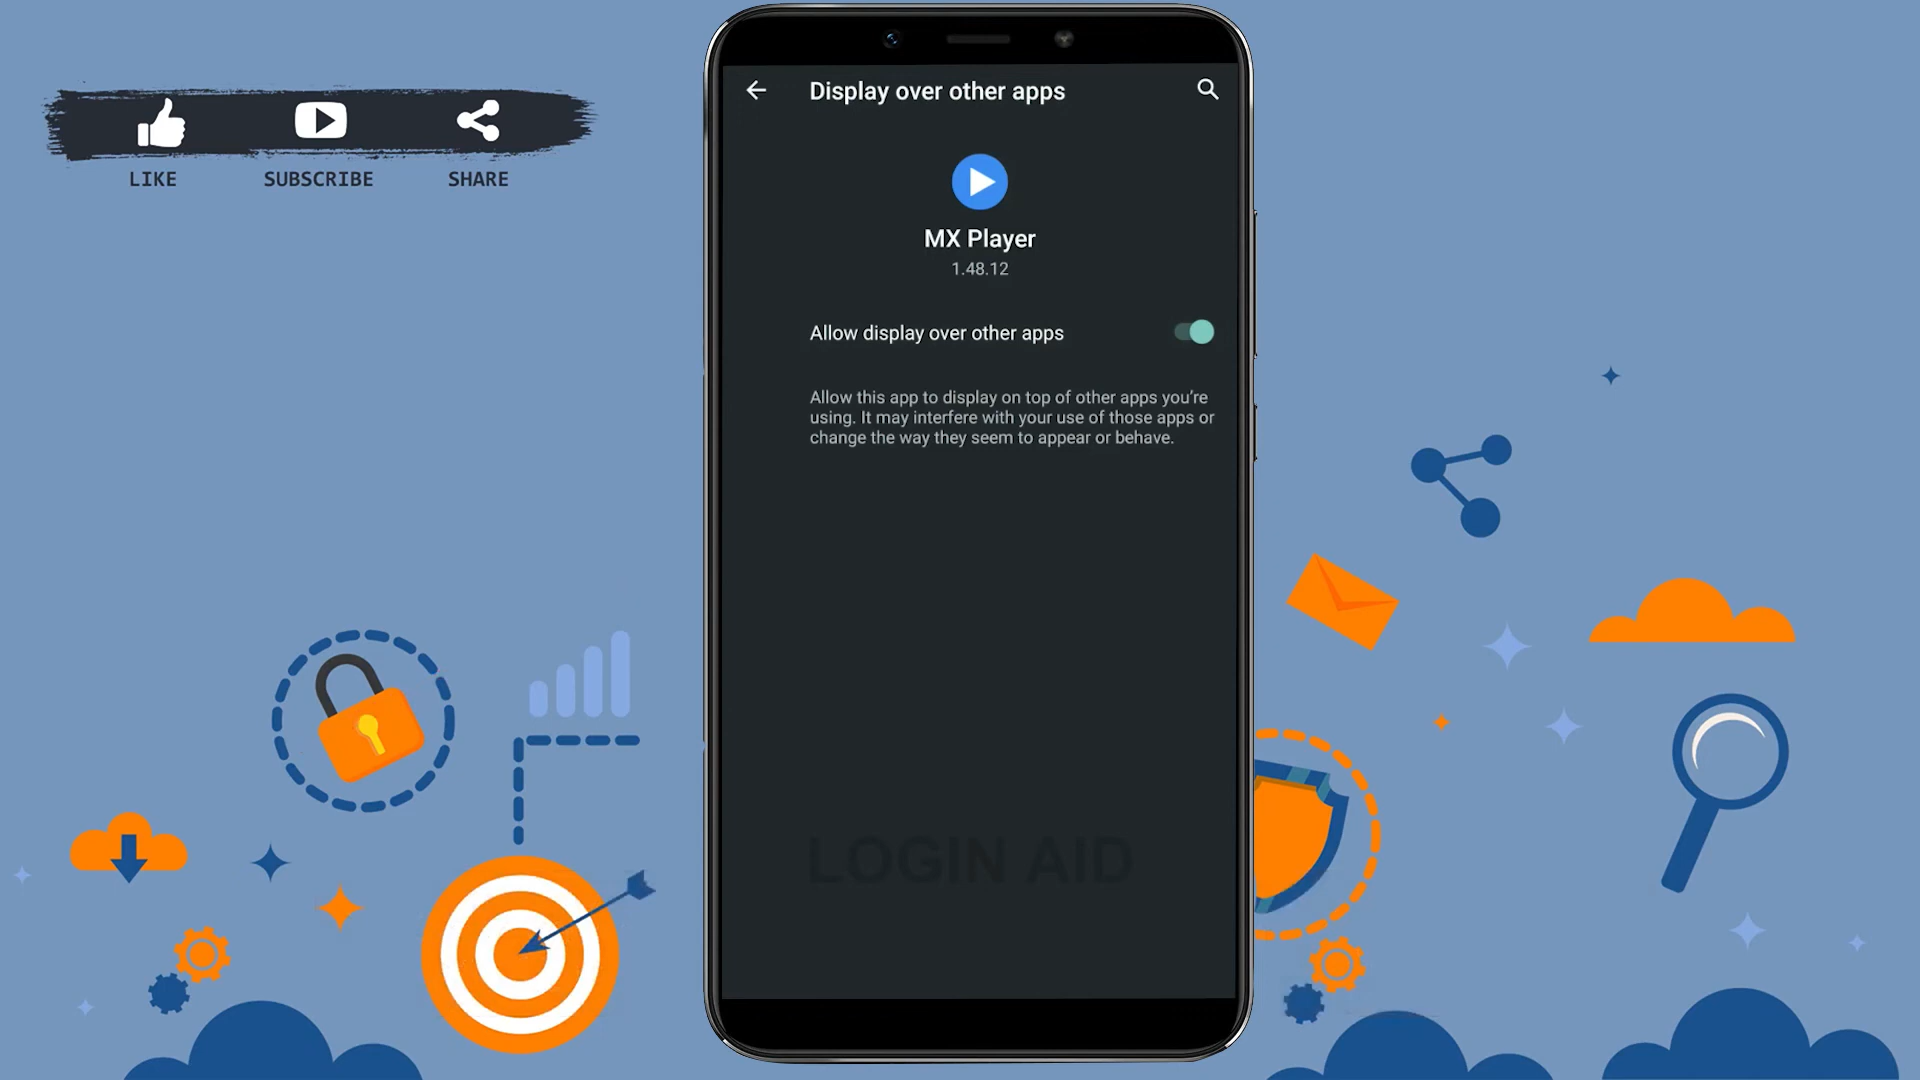 LIKE
SUBSCRIBE
SHARE
Display over other apps
MX Player
1.48.12
Allow display over other apps
Allow this app to display on top of other apps you're
using. It may interfere with your use of those apps or
change the way they seem to appear or behave.
LOGIN AID